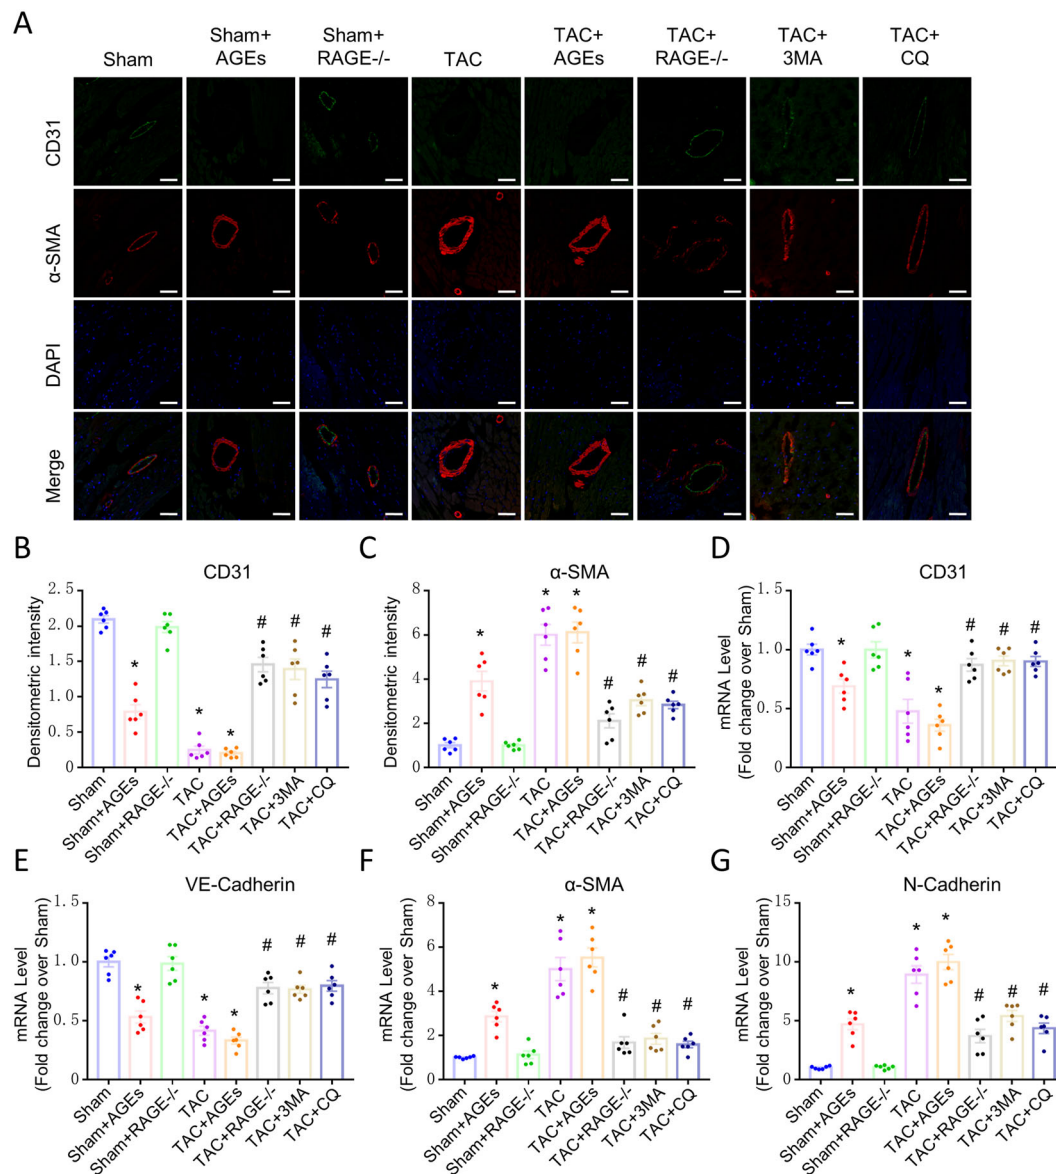 A
Sham
Sham+
AGEs
Sham+
RAGE-/-
TAC
TAC+
AGEs
TAC+
RAGE-/-
TAC+
3MA
TAC+
CQ
CD31
α-SMA
DAPI
Merge
B
CD31
Densitometric intensity
2.5
2.0
1.5
1.0
0.5
0
* * * # # #
Sham
Sham+AGEs
Sham+RAGE-/-
TAC
TAC+AGEs
TAC+RAGE-/-
TAC+3MA
TAC+CQ
C
α-SMA
Densitometric intensity
8
6
4
2
0
* * * # # #
Sham
Sham+AGEs
Sham+RAGE-/-
TAC
TAC+AGEs
TAC+RAGE-/-
TAC+3MA
TAC+CQ
D
CD31
mRNA Level
(Fold change over Sham)
1.5
1.0
0.5
0
* * * # # #
Sham
Sham+AGEs
Sham+RAGE-/-
TAC
TAC+AGEs
TAC+RAGE-/-
TAC+3MA
TAC+CQ
E
VE-Cadherin
mRNA Level
(Fold change over Sham)
1.5
1.0
0.5
0
* * * # # #
Sham
Sham+AGEs
Sham+RAGE-/-
TAC
TAC+AGEs
TAC+RAGE-/-
TAC+3MA
TAC+CQ
F
α-SMA
mRNA Level
(Fold change over Sham)
8
6
4
2
0
* * * # # #
Sham
Sham+AGEs
Sham+RAGE-/-
TAC
TAC+AGEs
TAC+RAGE-/-
TAC+3MA
TAC+CQ
G
N-Cadherin
mRNA Level
(Fold change over Sham)
15
10
5
0
* * * # # #
Sham
Sham+AGEs
Sham+RAGE-/-
TAC
TAC+AGEs
TAC+RAGE-/-
TAC+3MA
TAC+CQ